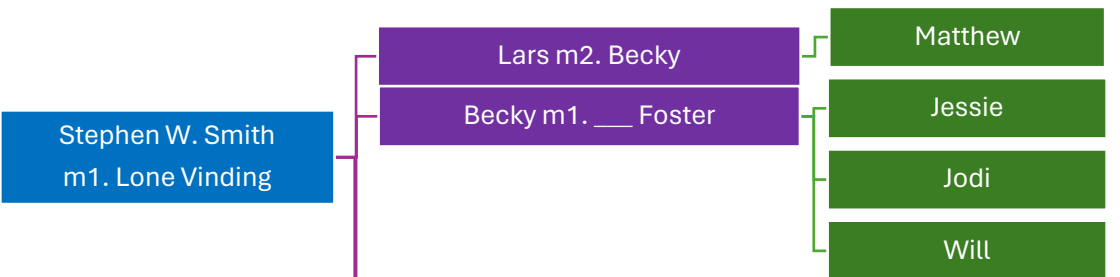 Stephen W. Smith
m1. Lone Vinding
Lars m2. Becky
Becky m1. ___ Foster
Matthew
Jessie
Jodi
Will